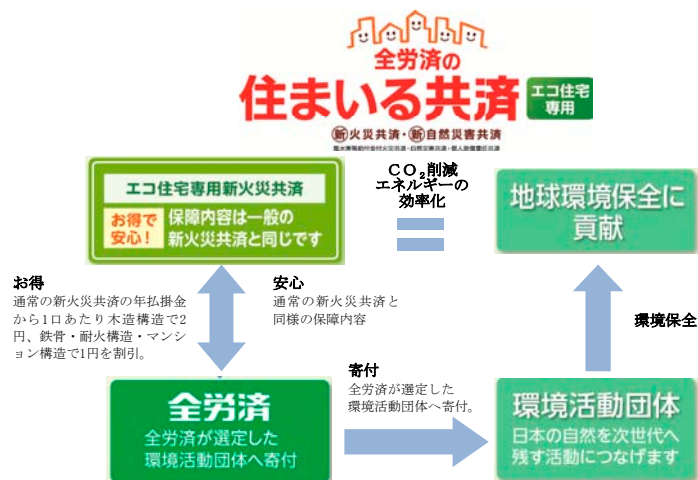 全労済の
住まいる共済
エコ住宅
専用
新火災共済・新自然災害共済
エコ住宅専用新火災共済
お得で
安心!
保障内容は一般の
新火災共済と同じです
CO₂削減
エネルギーの
効率化
地球環境保全に
貢献
お得
通常の新火災共済の年払掛金
から1口あたり木造構造で2
円、鉄骨・耐火構造・マンシ
ョン構造で1円を割引。
安心
通常の新火災共済と
同様の保障内容
環境保全
寄付
全労済が選定した
環境活動団体へ寄付。
全労済
全労済が選定した
環境活動団体へ寄付
環境活動団体
日本の自然を次世代へ
残す活動につなげます